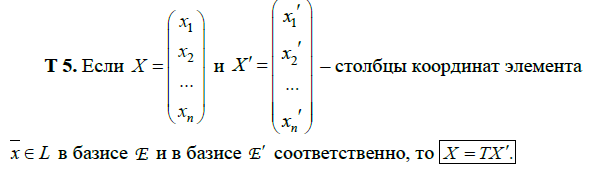 Т 5. Если X = (x₁ x₂ ... xₙ) и X′ = (x₁′ x₂′ ... xₙ′) – столбцы координат элемента
x̄ ∈ L в базисе ℰ и в базисе ℰ′ соответственно, то X = TX′.